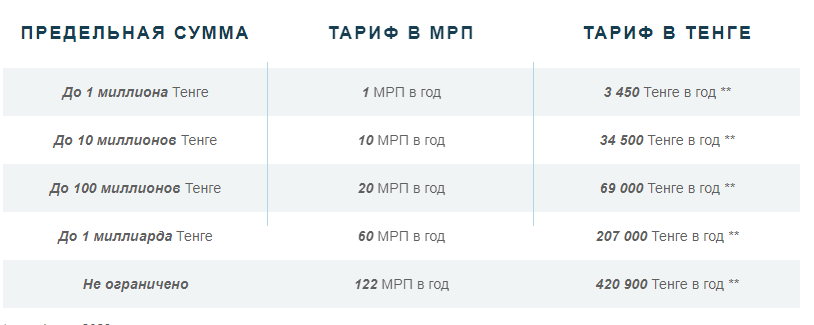 ПРЕДЕЛЬНАЯ СУММА ТАРИФ В МРП ТАРИФ В ТЕНГЕ
До 1 миллиона Тенге 1 МРП в год 3 450 Тенге в год **
До 10 миллионов Тенге 10 МРП в год 34 500 Тенге в год **
До 100 миллионов Тенге 20 МРП в год 69 000 Тенге в год **
До 1 миллиарда Тенге 60 МРП в год 207 000 Тенге в год **
Не ограничено 122 МРП в год 420 900 Тенге в год **